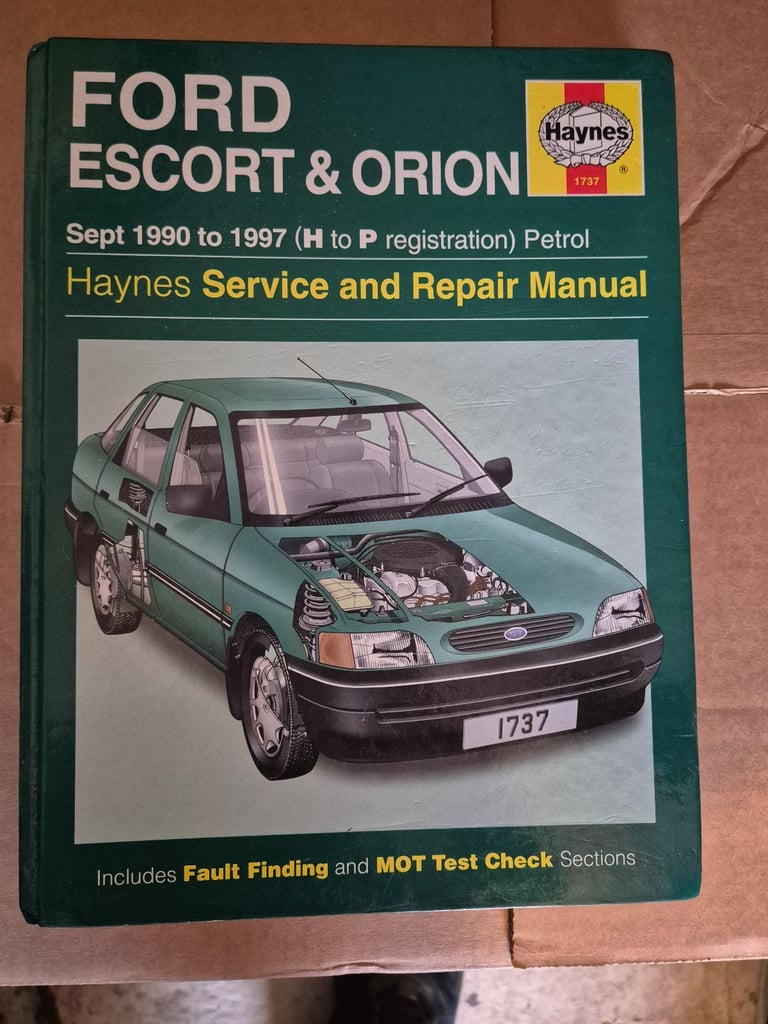 FORD
ESCORT & ORION
Haynes
®
1737
Sept 1990 to 1997 (H to P registration) Petrol
Haynes Service and Repair Manual
1737
Includes Fault Finding and MOT Test Check Sections